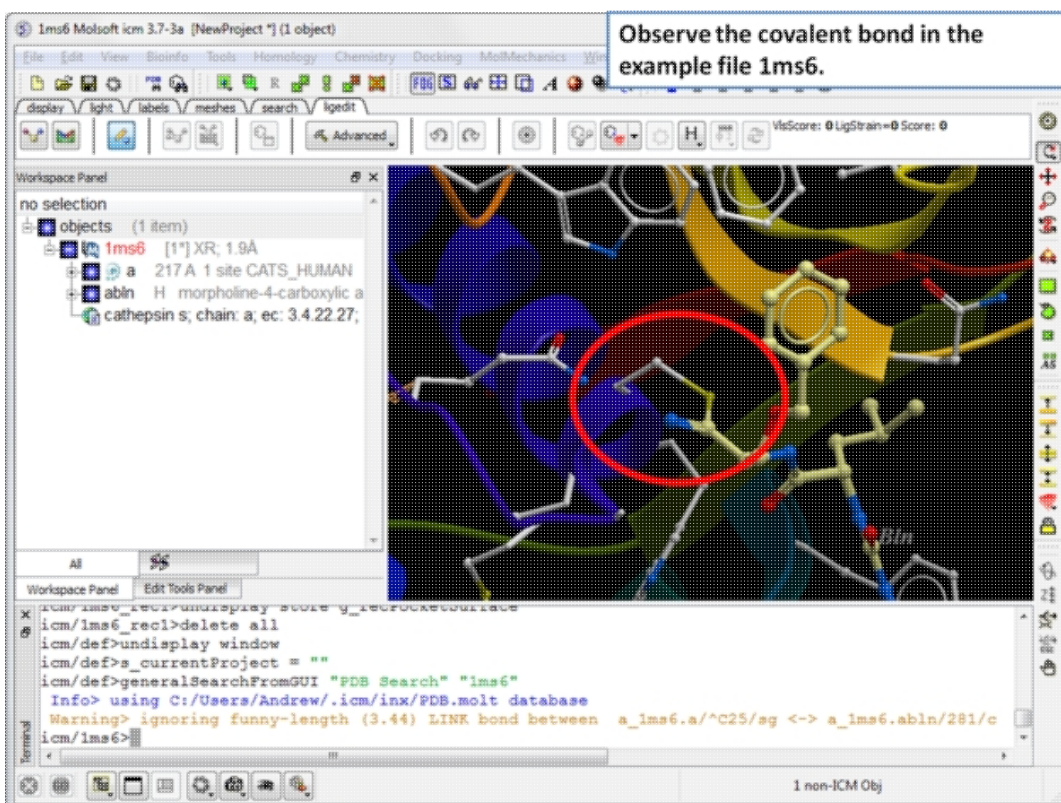 1ms6 Molsoft icm 3.7-3a [NewProject *] (1 object)
Observe the covalent bond in the
example file 1ms6.
File Edit View Bioinfo Tools Homology Chemistry Docking MolMechanics
display light labels meshes search ligedit
Advanced
H
VlsScore: 0 LigStrain=0 Score: 0
Workspace Panel
no selection
objects (1 item)
1ms6 [1*] XR; 1.9Å
a 217 A 1 site CATS_HUMAN
abln H morpholine-4-carboxylic a
cathepsin s; chain: a; ec: 3.4.22.27;
Bln
All
Workspace Panel Edit Tools Panel
icm/1ms6_rec1>undisplay store g_recPocketSurface
icm/1ms6_rec1>delete all
icm/def>undisplay window
icm/def>s_currentProject = ""
icm/def>generalSearchFromGUI "PDB Search" "1ms6"
Info> using C:/Users/Andrew/.icm/inx/PDB.molt database
Warning> ignoring funny-length (3.44) LINK bond between a_1ms6.a/^C25/sg <-> a_1ms6.abln/281/c
icm/1ms6>
Terminal
1 non-ICM Obj